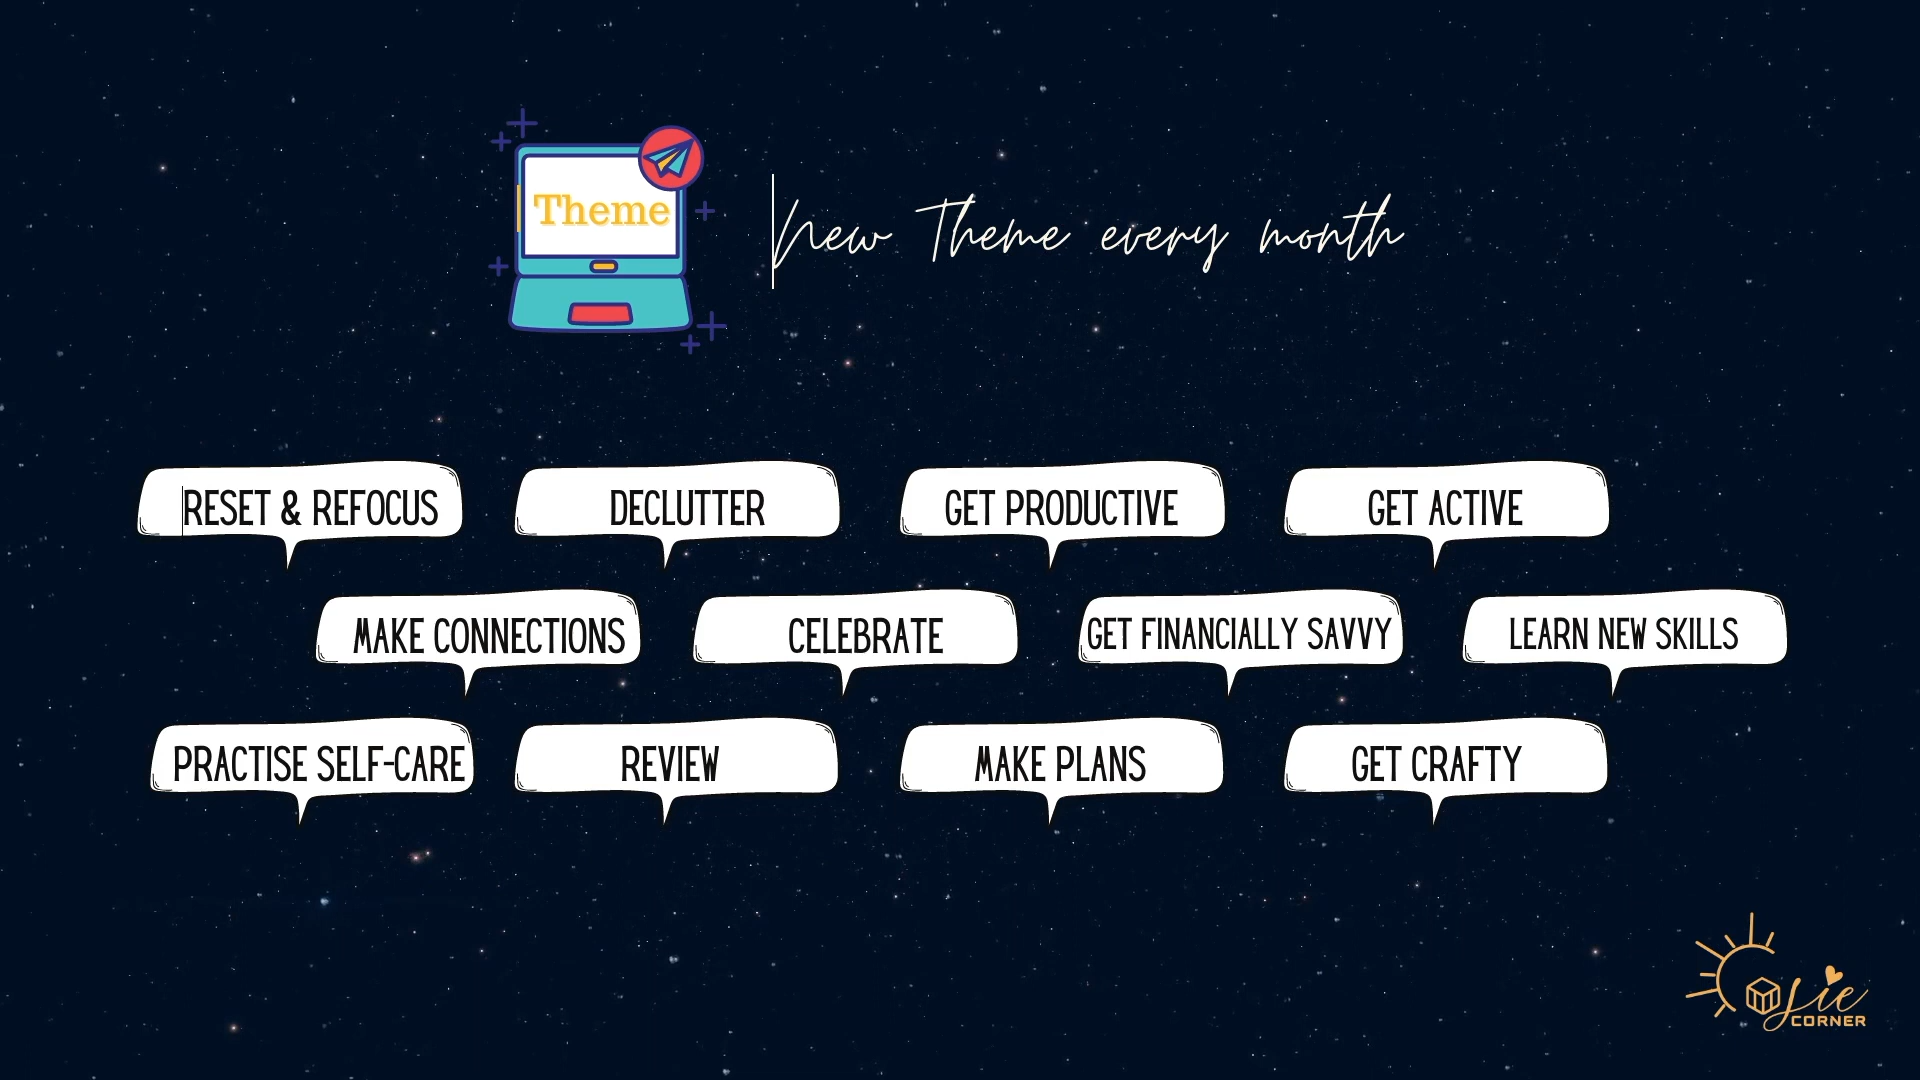 Theme
New Theme every month
RESET & REFOCUS
DECLUTTER
GET PRODUCTIVE
GET ACTIVE
MAKE CONNECTIONS
CELEBRATE
GET FINANCIALLY SAVVY
LEARN NEW SKILLS
PRACTISE SELF-CARE
REVIEW
MAKE PLANS
GET CRAFTY
CORNER